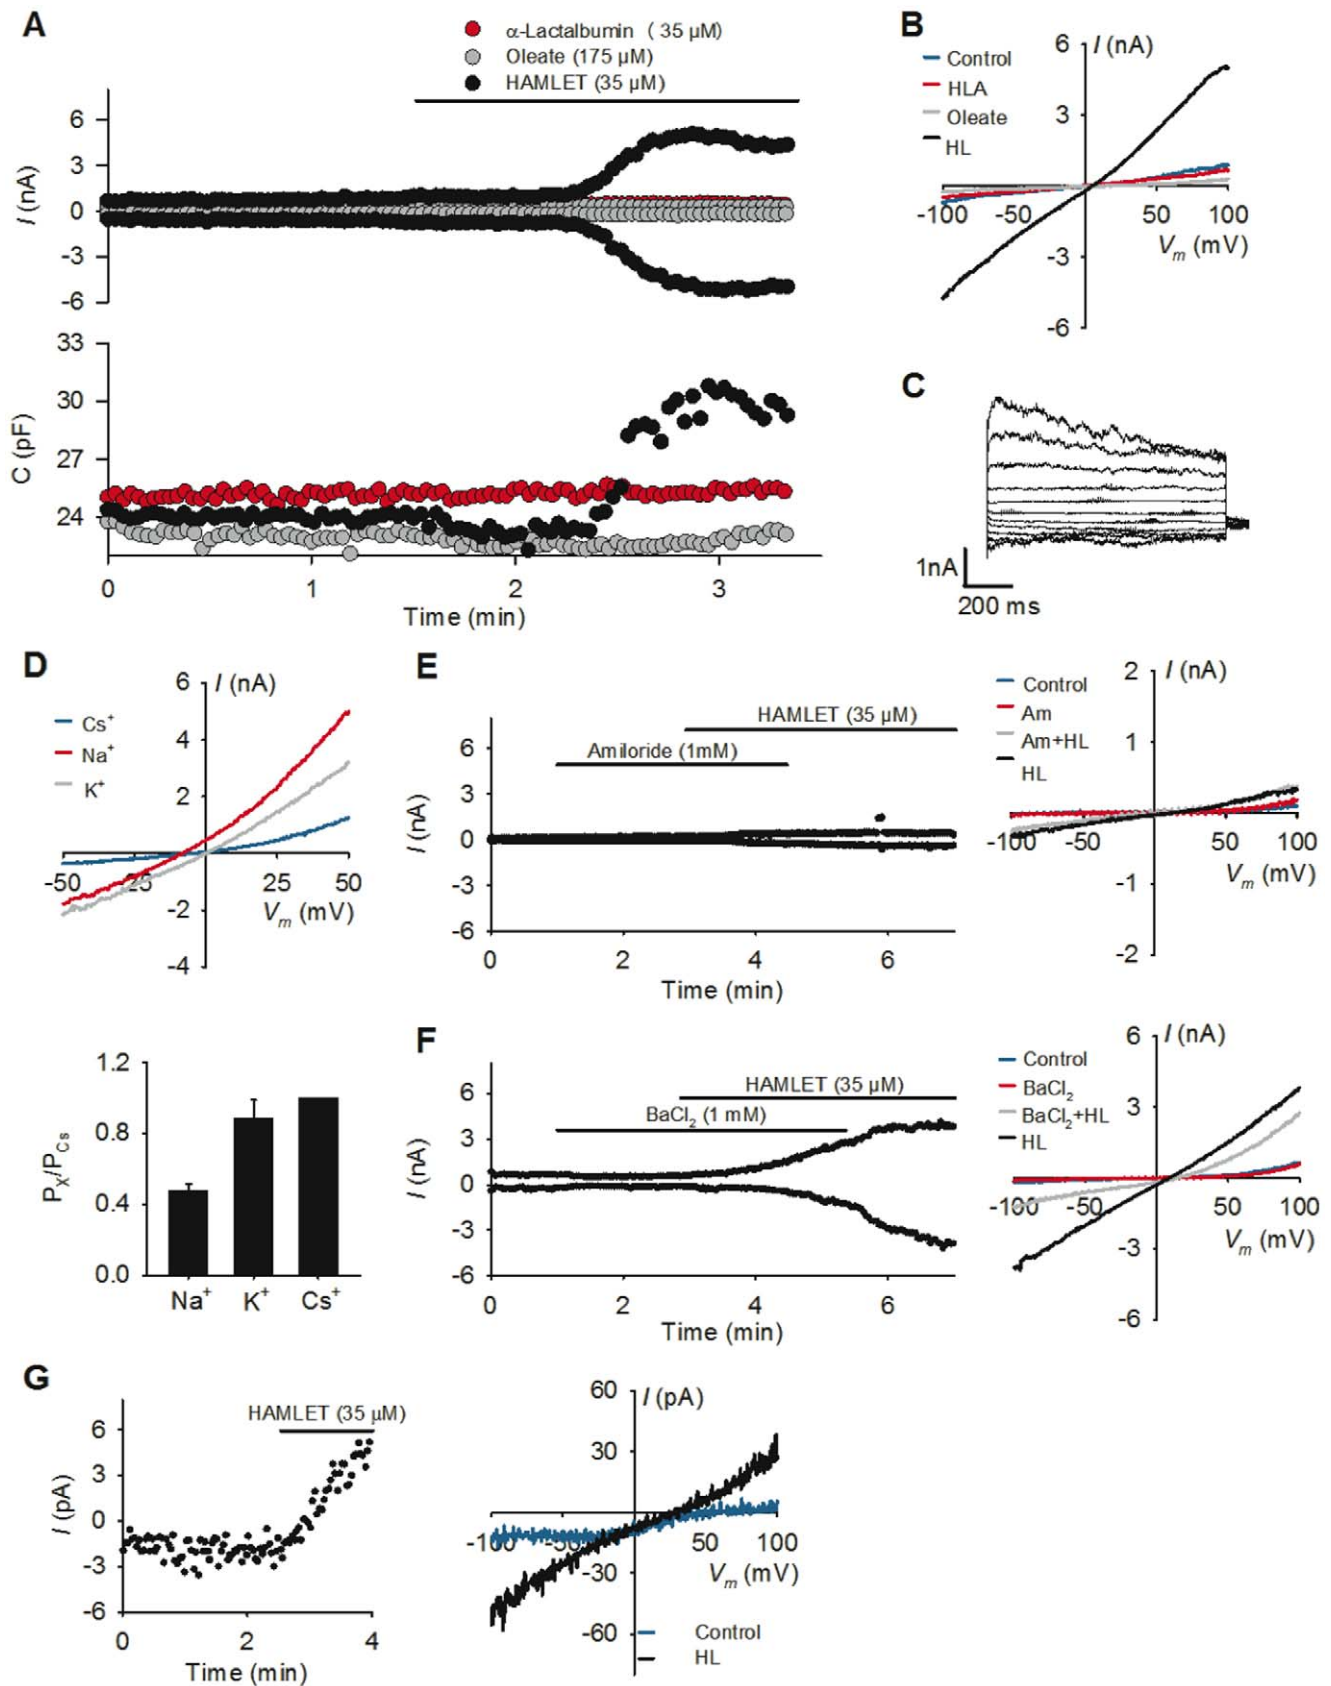 A
α-Lactalbumin ( 35 µM)
Oleate (175 µM)
HAMLET (35 µM)
6
3
0
-3
-6
I (nA)
33
30
27
24
C (pF)
0 1 2 3
Time (min)
B
Control
HLA
Oleate
HL
6
I (nA)
3
-100 -50 50 100
Vm (mV)
-3
-6
C
1nA
200 ms
D
Cs+
Na+
K+
6
I (nA)
4
2
-50 -25 25 50
Vm (mV)
-2
-4
1.2
0.8
0.4
0.0
PX/PCs
Na+ K+ Cs+
E
HAMLET (35 µM)
Amiloride (1mM)
6
3
0
-3
-6
I (nA)
0 2 4 6
Time (min)
Control
Am
Am+HL
HL
2
I (nA)
1
-100 -50 50 100
Vm (mV)
-1
-2
F
HAMLET (35 µM)
BaCl2 (1 mM)
6
3
0
-3
-6
I (nA)
0 2 4 6
Time (min)
Control
BaCl2
BaCl2+HL
HL
6
I (nA)
3
-100 -50 50 100
Vm (mV)
-3
-6
G
HAMLET (35 µM)
6
3
0
-3
-6
I (pA)
0 2 4
Time (min)
60
I (pA)
30
-100 -50 50 100
Vm (mV)
-30
-60
Control
HL